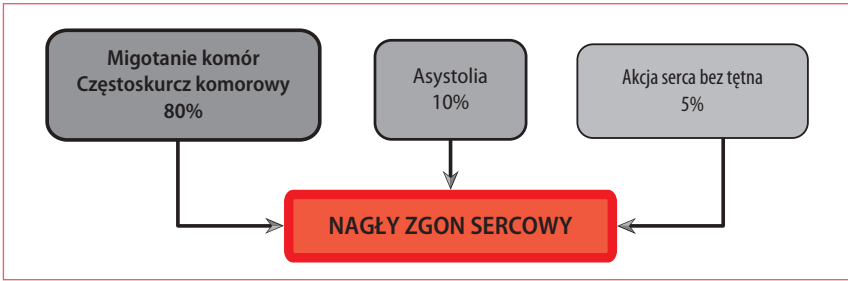 Migotanie komór
Częstoskurcz komorowy
80%
Asystolia
10%
Akcja serca bez tętna
5%
NAGŁY ZGON SERCOWY